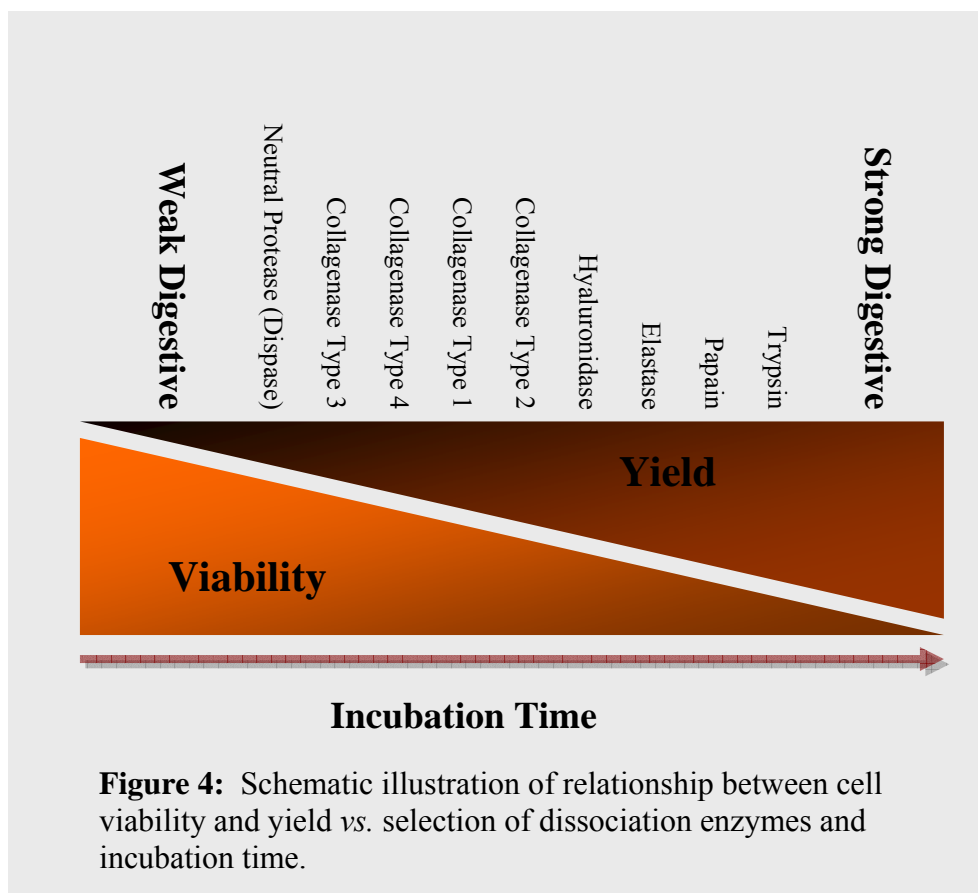 Weak Digestive
Neutral Protease (Dispase)
Collagenase Type 3
Collagenase Type 4
Collagenase Type 1
Collagenase Type 2
Hyaluronidase
Elastase
Papain
Trypsin
Strong Digestive
Yield
Viability
Incubation Time
Figure 4: Schematic illustration of relationship between cell
viability and yield vs. selection of dissociation enzymes and
incubation time.